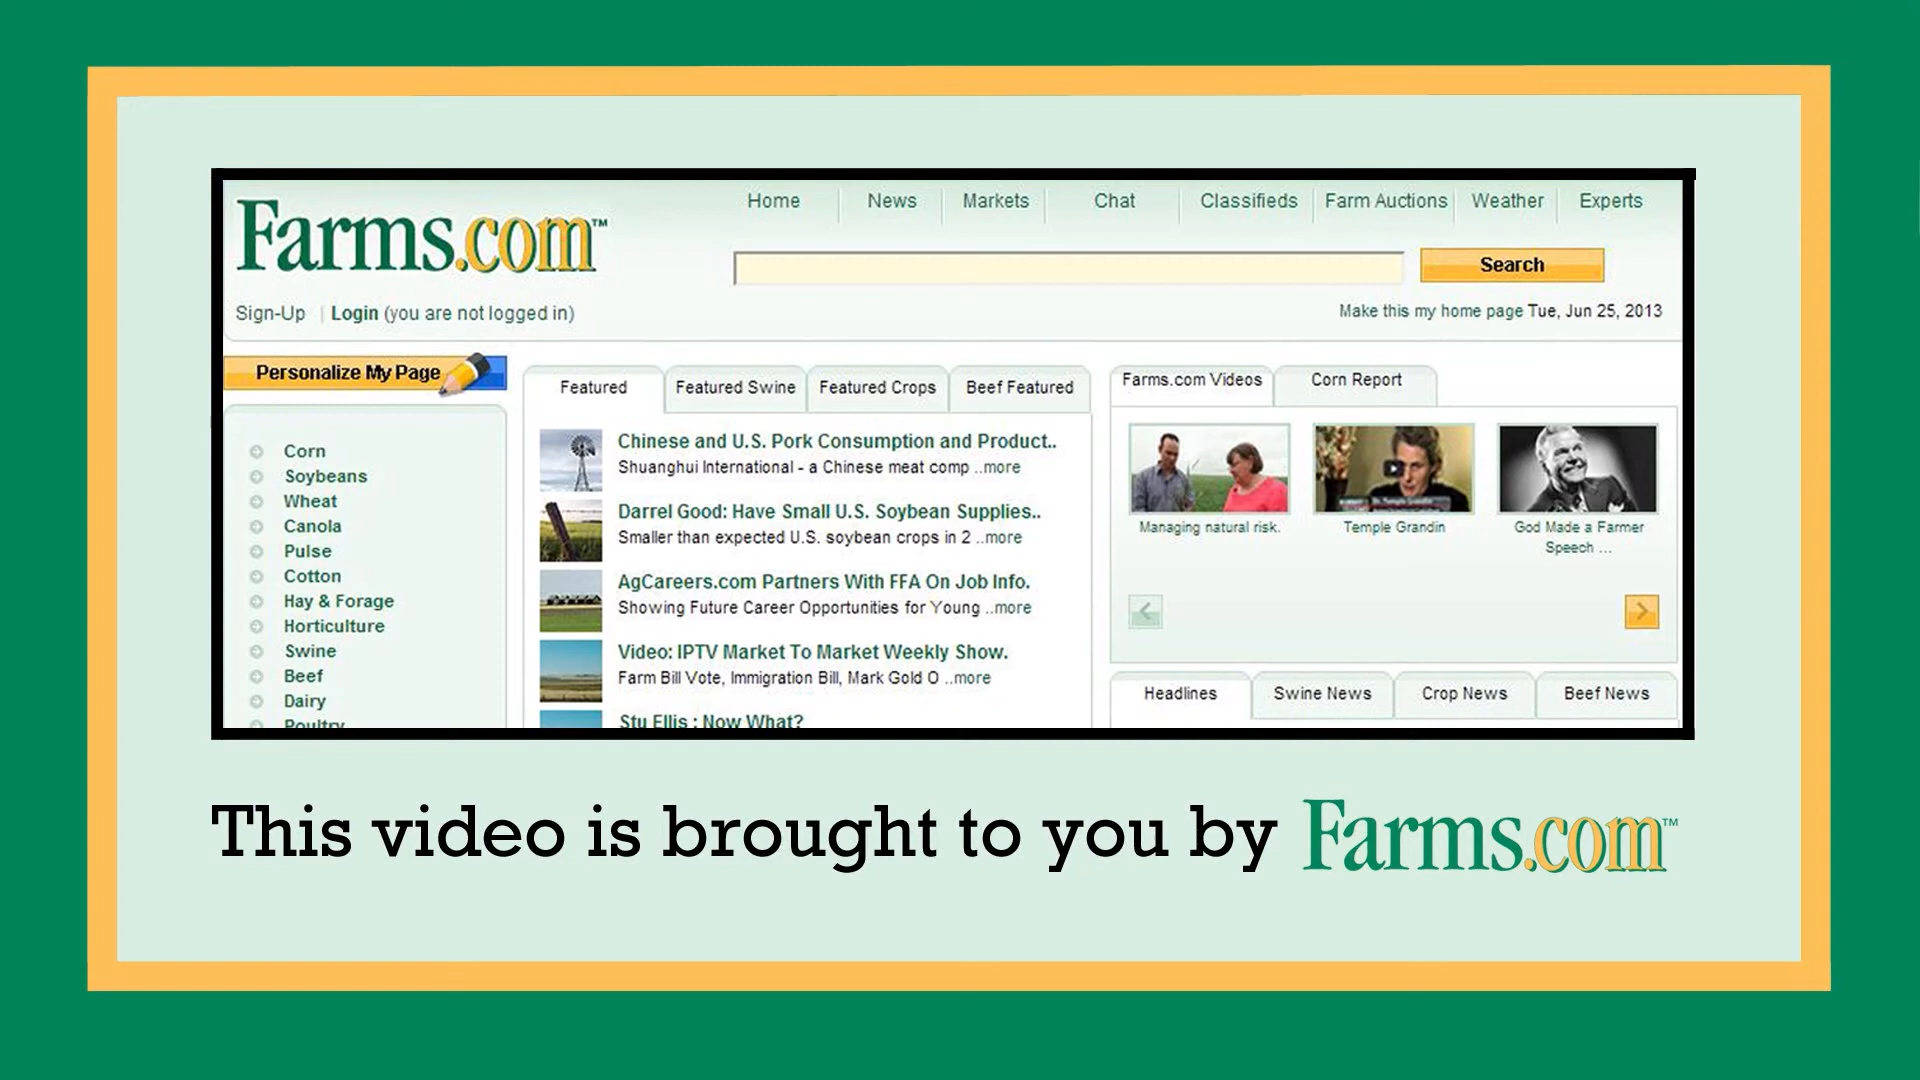 Farms.com™
Home News Markets Chat Classifieds Farm Auctions Weather Experts
Search
Sign-Up | Login (you are not logged in)
Make this my home page Tue, Jun 25, 2013
Personalize My Page
Corn
Soybeans
Wheat
Canola
Pulse
Cotton
Hay & Forage
Horticulture
Swine
Beef
Dairy
Poultry
Featured Featured Swine Featured Crops Beef Featured
Chinese and U.S. Pork Consumption and Product..
Shuanghui International - a Chinese meat comp ..more
Darrel Good: Have Small U.S. Soybean Supplies..
Smaller than expected U.S. soybean crops in 2 ..more
AgCareers.com Partners With FFA On Job Info.
Showing Future Career Opportunities for Young ..more
Video: IPTV Market To Market Weekly Show.
Farm Bill Vote, Immigration Bill, Mark Gold O ..more
Stu Ellis : Now What?
Farms.com Videos Corn Report
Managing natural risk.
Temple Grandin
God Made a Farmer
Speech ...
Headlines Swine News Crop News Beef News
This video is brought to you by Farms.com™